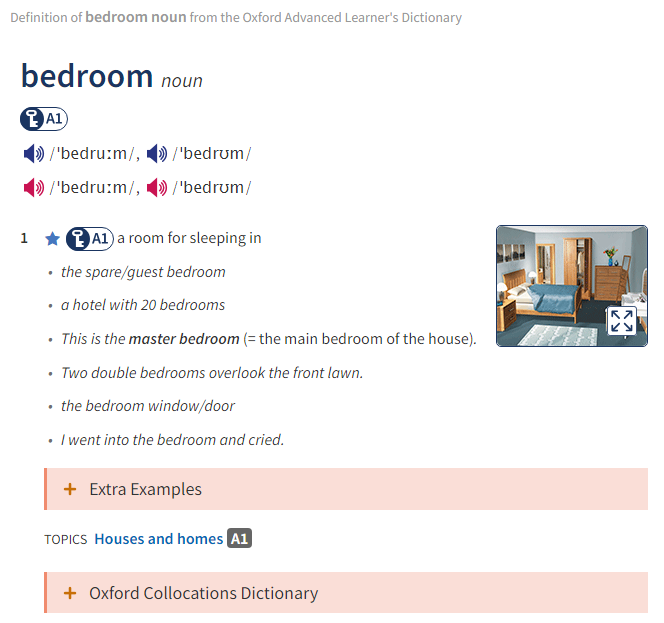 Definition of bedroom noun from the Oxford Advanced Learner's Dictionary
bedroom noun
A1
/ˈbedruːm/, /ˈbedrʊm/
/ˈbedruːm/, /ˈbedrʊm/
1 A1 a room for sleeping in
• the spare/guest bedroom
• a hotel with 20 bedrooms
• This is the master bedroom (= the main bedroom of the house).
• Two double bedrooms overlook the front lawn.
• the bedroom window/door
• I went into the bedroom and cried.
+ Extra Examples
TOPICS Houses and homes A1
+ Oxford Collocations Dictionary